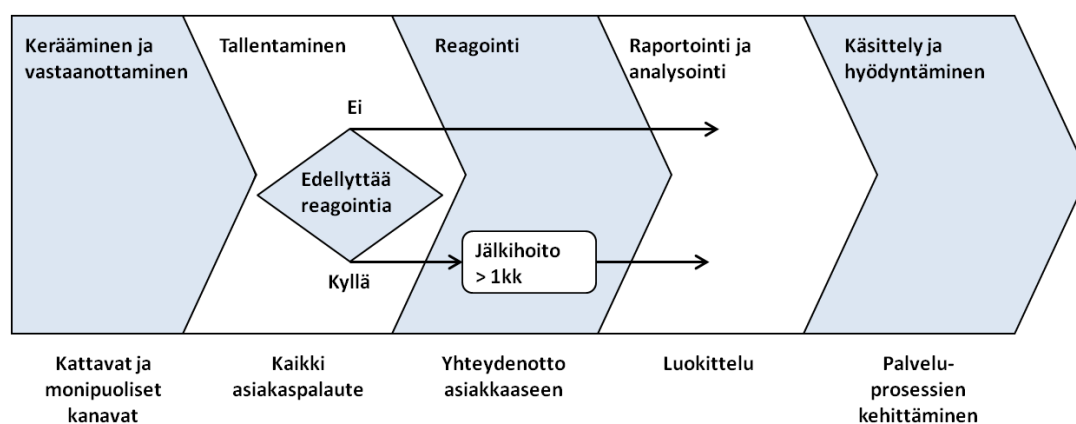 Kerääminen ja
vastaanottaminen
Tallentaminen
Reagointi
Raportointi ja
analysointi
Käsittely ja
hyödyntäminen
Ei
Edellyttää
reagointia
Kyllä
Jälkihoito
> 1kk
Kattavat ja
monipuoliset
kanavat
Kaikki
asiakaspalaute
Yhteydenotto
asiakkaaseen
Luokittelu
Palvelu-
prosessien
kehittäminen